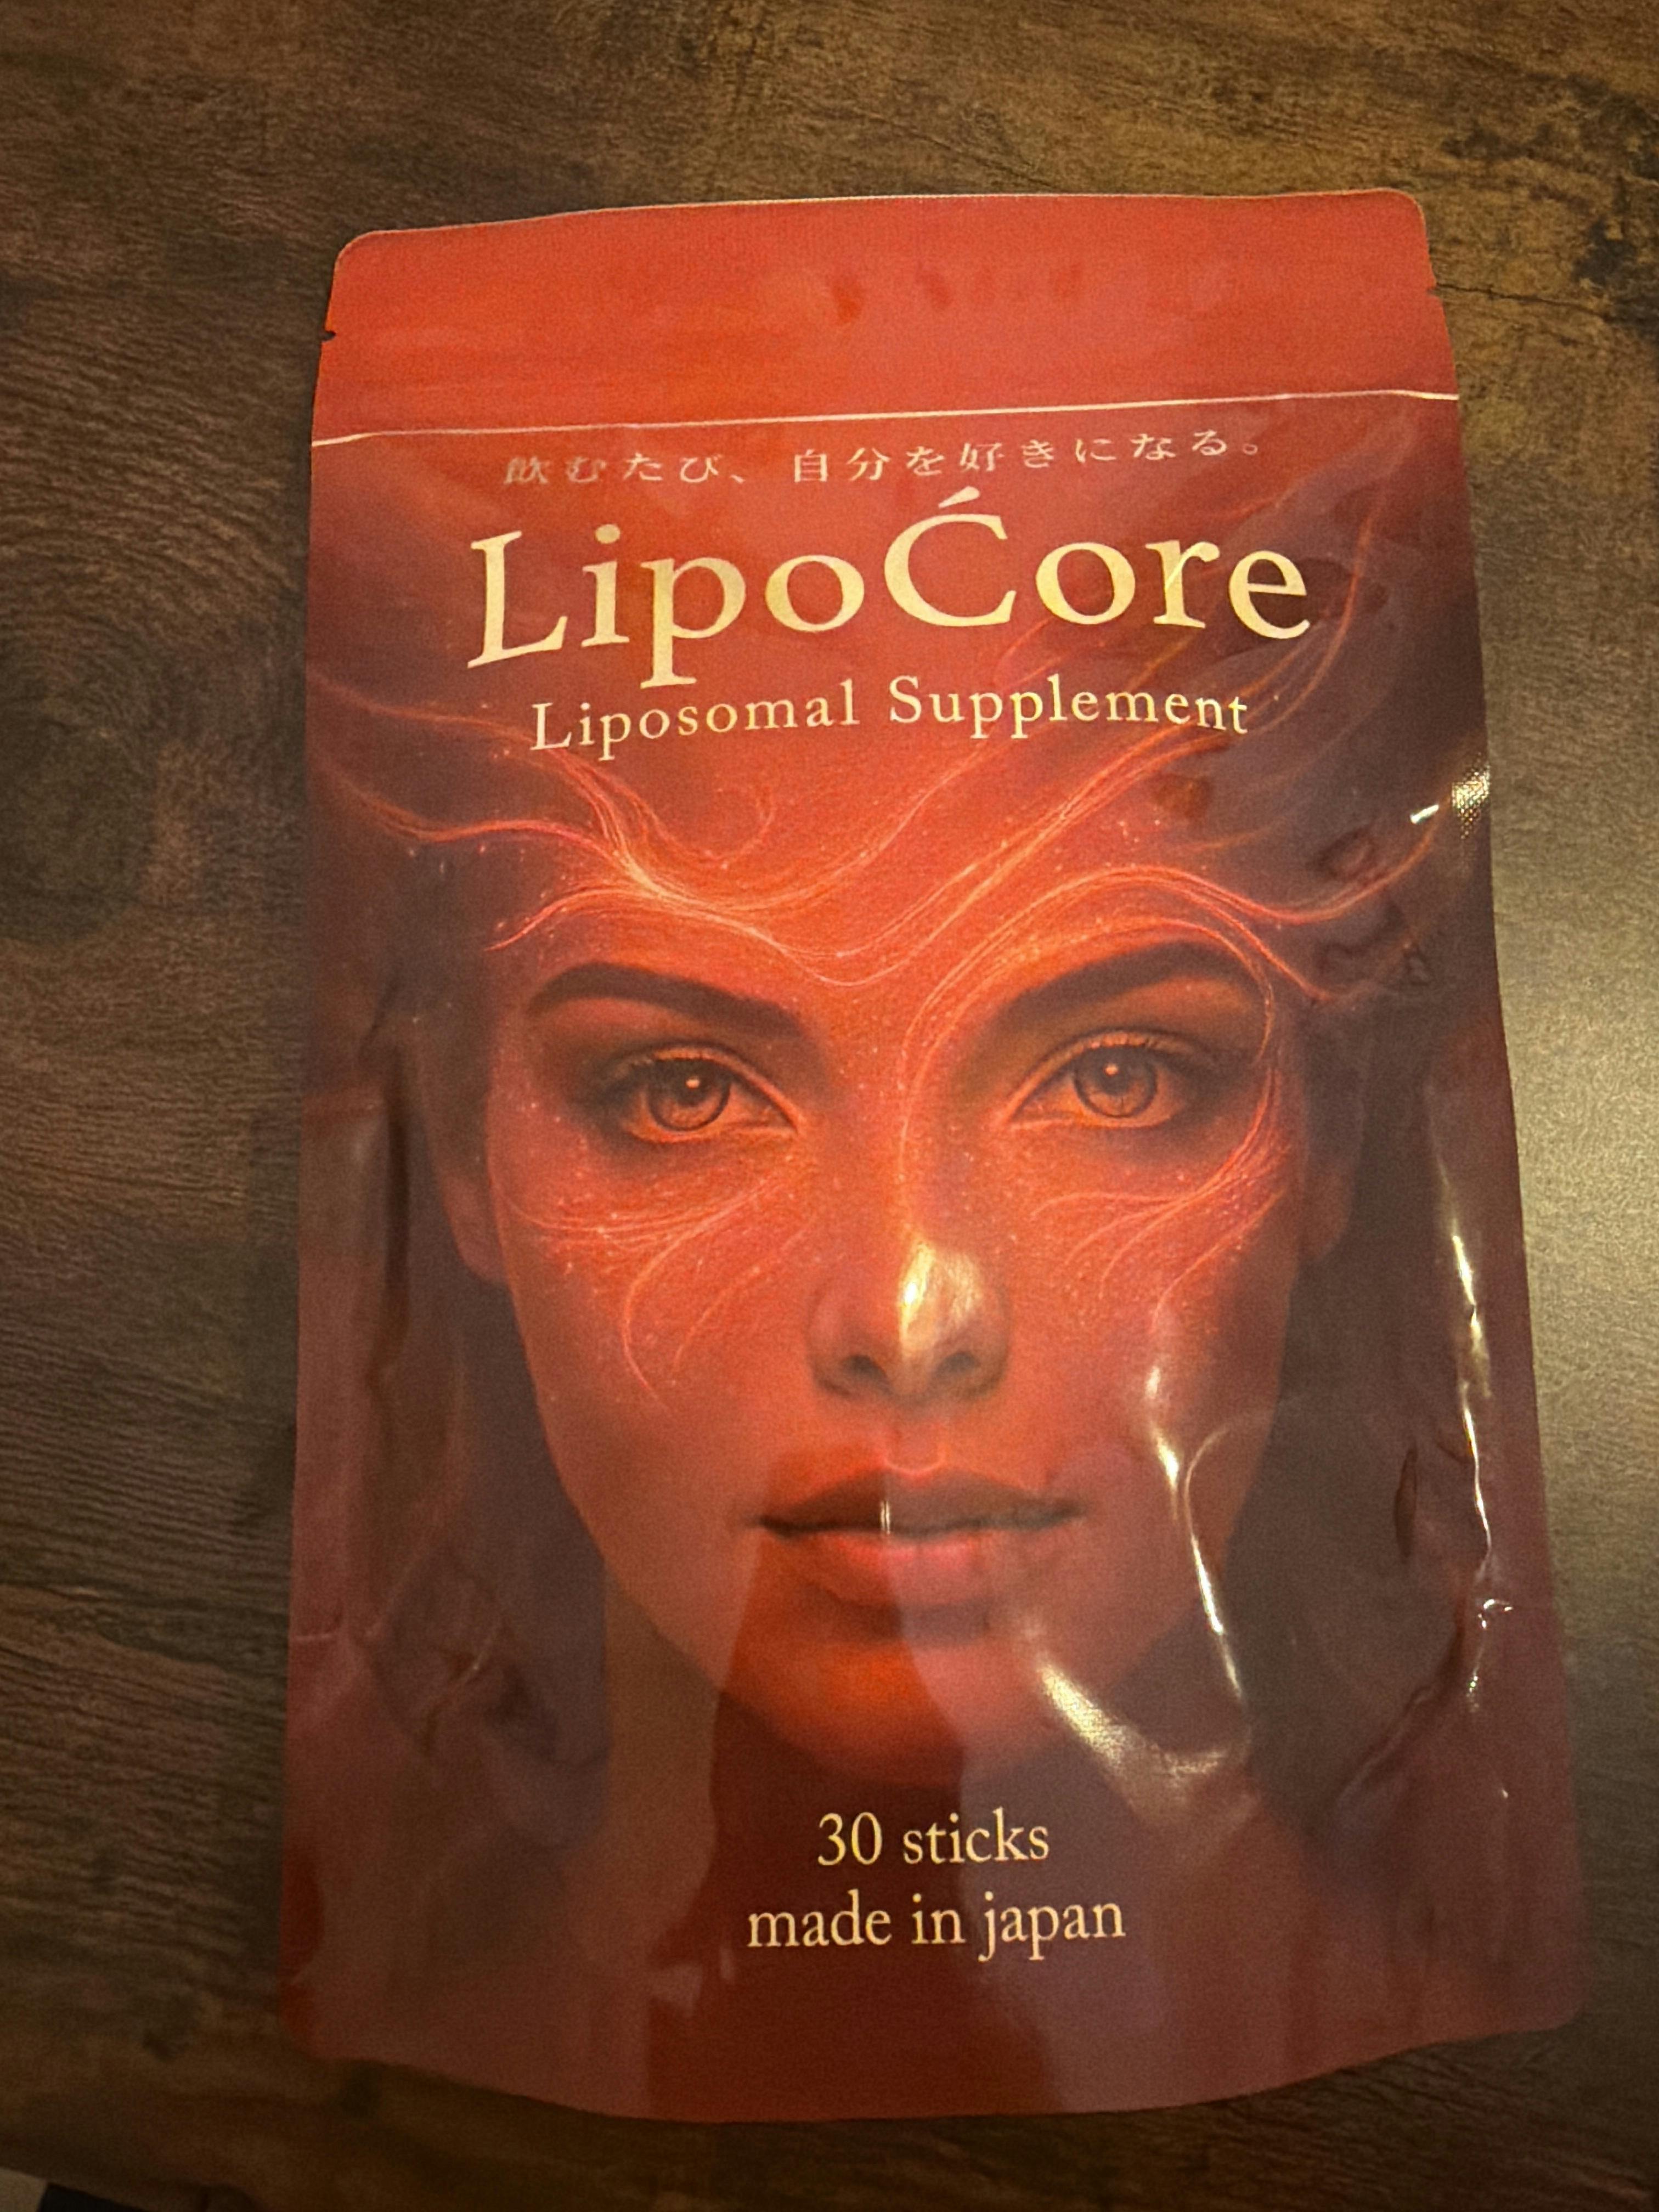 飲むたび、自分を好きになる。
LipoĆore
Liposomal Supplement
30 sticks
made in japan